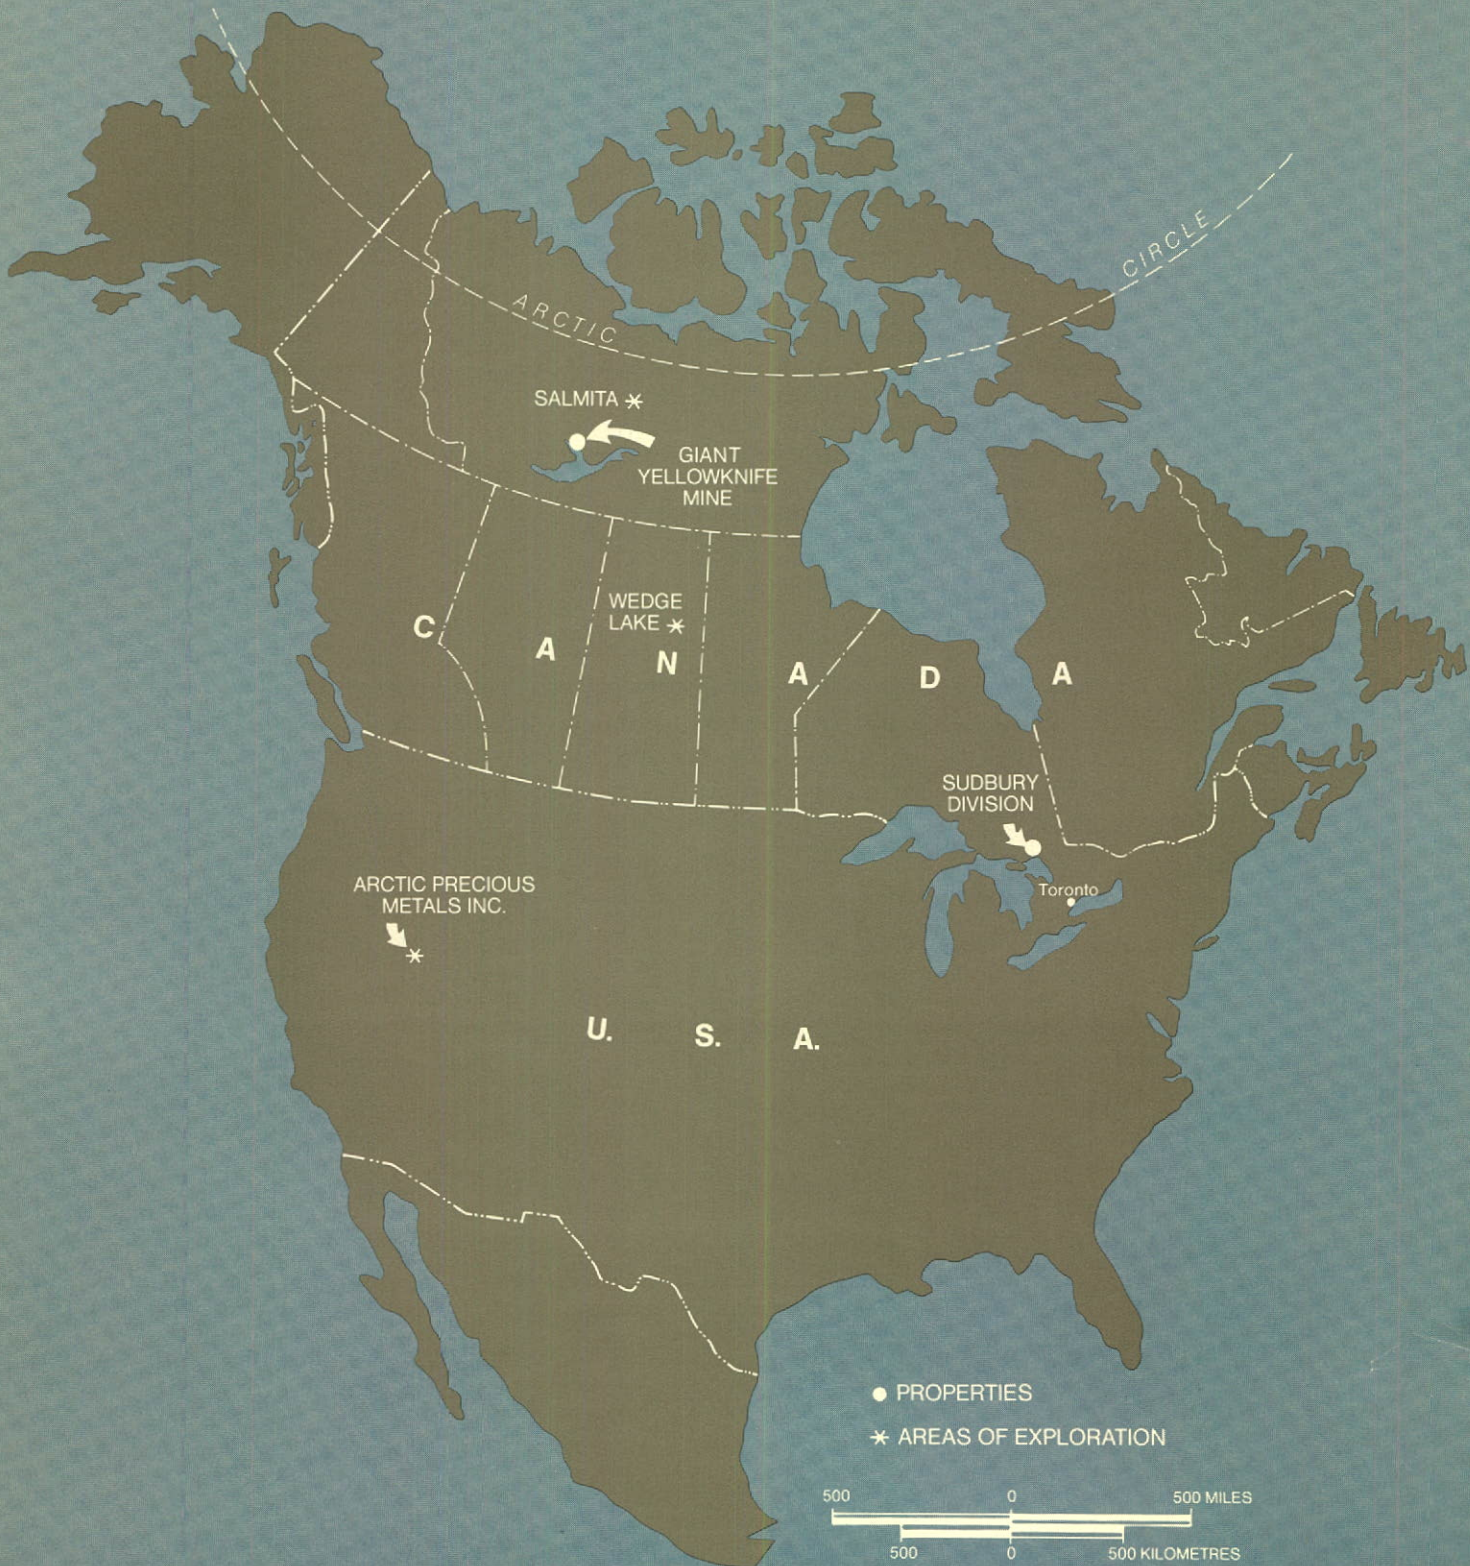 ARCTIC CIRCLE
SALMITA
GIANT
YELLOWKNIFE
MINE
WEDGE
LAKE
C A N A D A
SUDBURY
DIVISION
Toronto
ARCTIC PRECIOUS
METALS INC.
U. S. A.
PROPERTIES
AREAS OF EXPLORATION
500 0 500 MILES
500 0 500 KILOMETRES